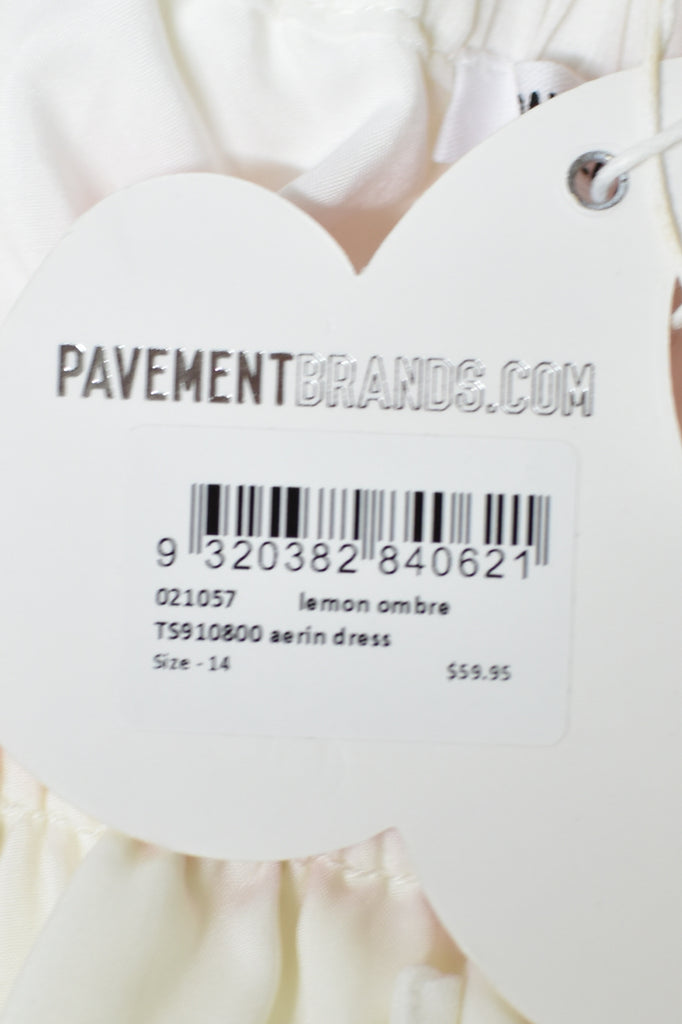 PAVEMENTBRANDS.COM
9 320382 840621
021057 lemon ombre
TS910800 aerin dress
Size - 14 $59.95